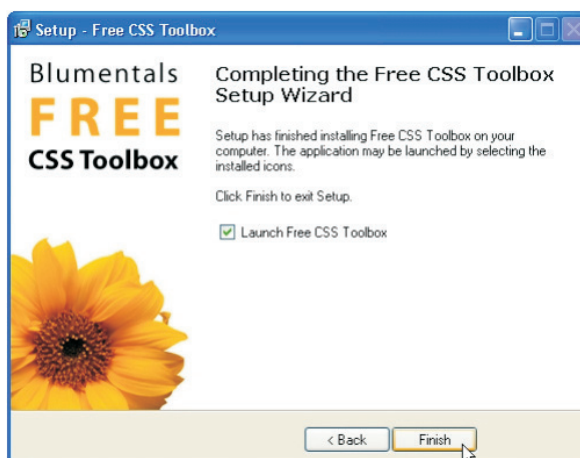 Setup - Free CSS Toolbox
Blumentals
FREE
CSS Toolbox
Completing the Free CSS Toolbox
Setup Wizard
Setup has finished installing Free CSS Toolbox on your
computer. The application may be launched by selecting the
installed icons.
Click Finish to exit Setup.
Launch Free CSS Toolbox
< Back
Finish